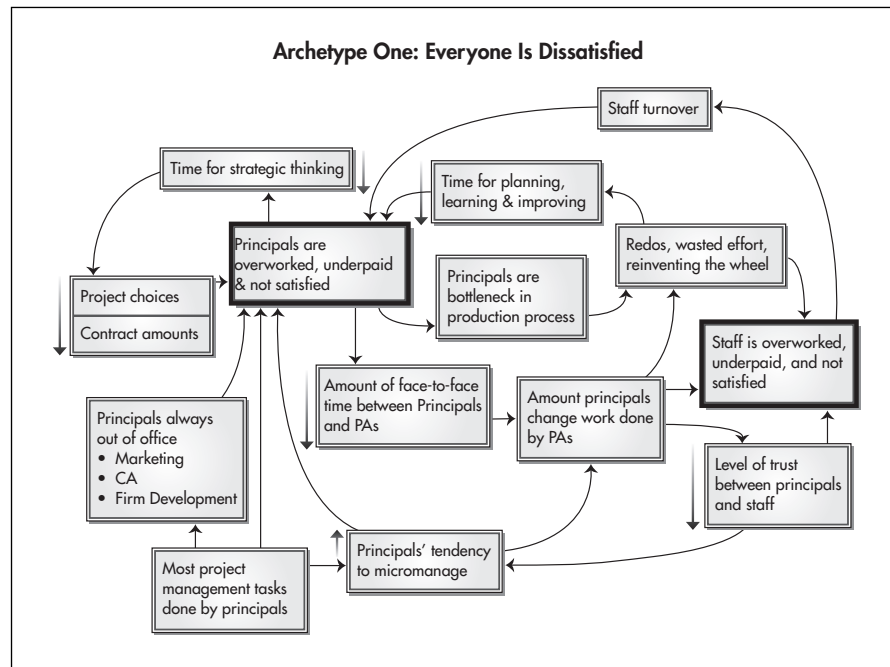 Archetype One: Everyone Is Dissatisfied
Staff turnover
Time for strategic thinking
Time for planning,
learning & improving
Principals are
overworked, underpaid
& not satisfied
Redos, wasted effort,
reinventing the wheel
Project choices
Contract amounts
Principals are
bottleneck in
production process
Staff is overworked,
underpaid, and not
satisfied
Amount of face-to-face
time between Principals
and PAs
Amount principals
change work done
by PAs
Principals always
out of office
• Marketing
• CA
• Firm Development
Level of trust
between principals
and staff
Most project
management tasks
done by principals
Principals’ tendency
to micromanage